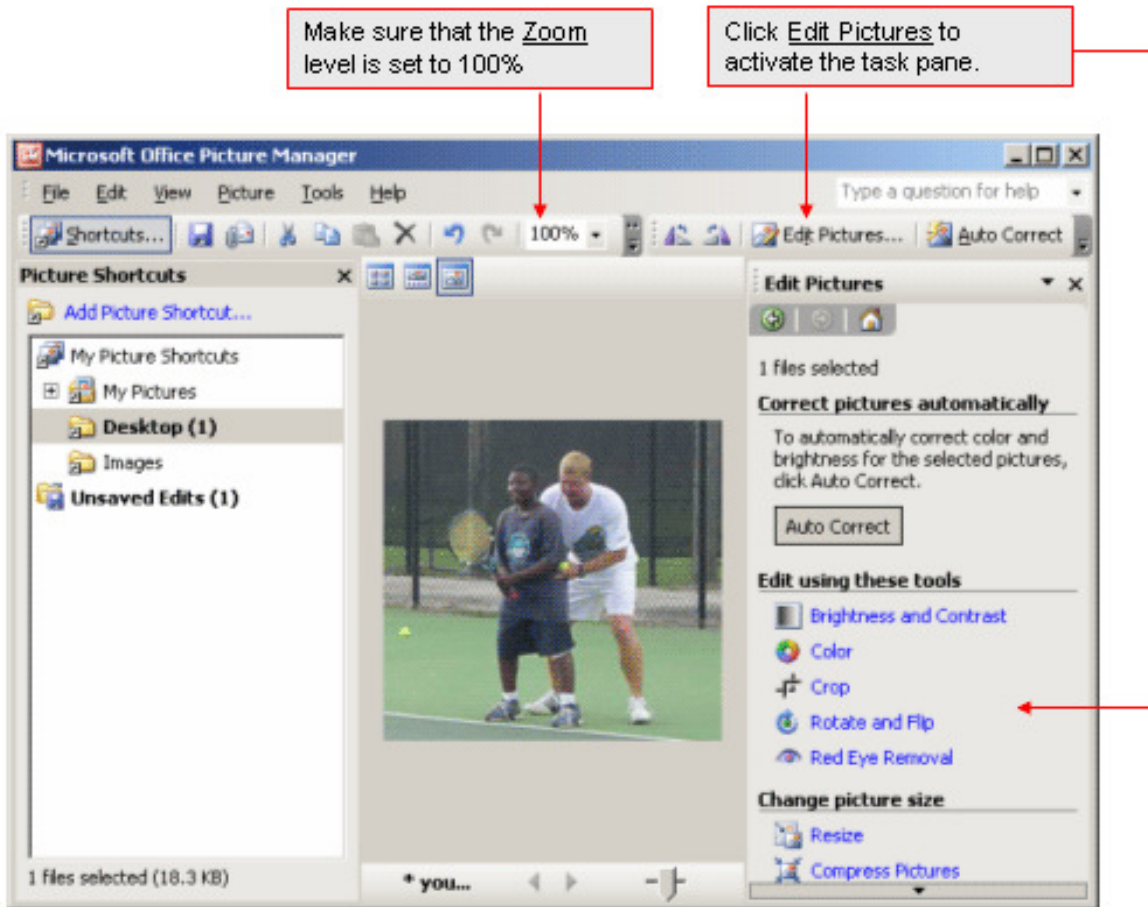 Make sure that the Zoom
level is set to 100%
Click Edit Pictures to
activate the task pane.
Microsoft Office Picture Manager
File Edit View Picture Tools Help
Type a question for help
Shortcuts...
100%
Edit Pictures...
Auto Correct
Picture Shortcuts
Add Picture Shortcut...
My Picture Shortcuts
My Pictures
Desktop (1)
Images
Unsaved Edits (1)
1 files selected (18.3 KB)
* you...
Edit Pictures
1 files selected
Correct pictures automatically
To automatically correct color and
brightness for the selected pictures,
click Auto Correct.
Auto Correct
Edit using these tools
Brightness and Contrast
Color
Crop
Rotate and Flip
Red Eye Removal
Change picture size
Resize
Compress Pictures